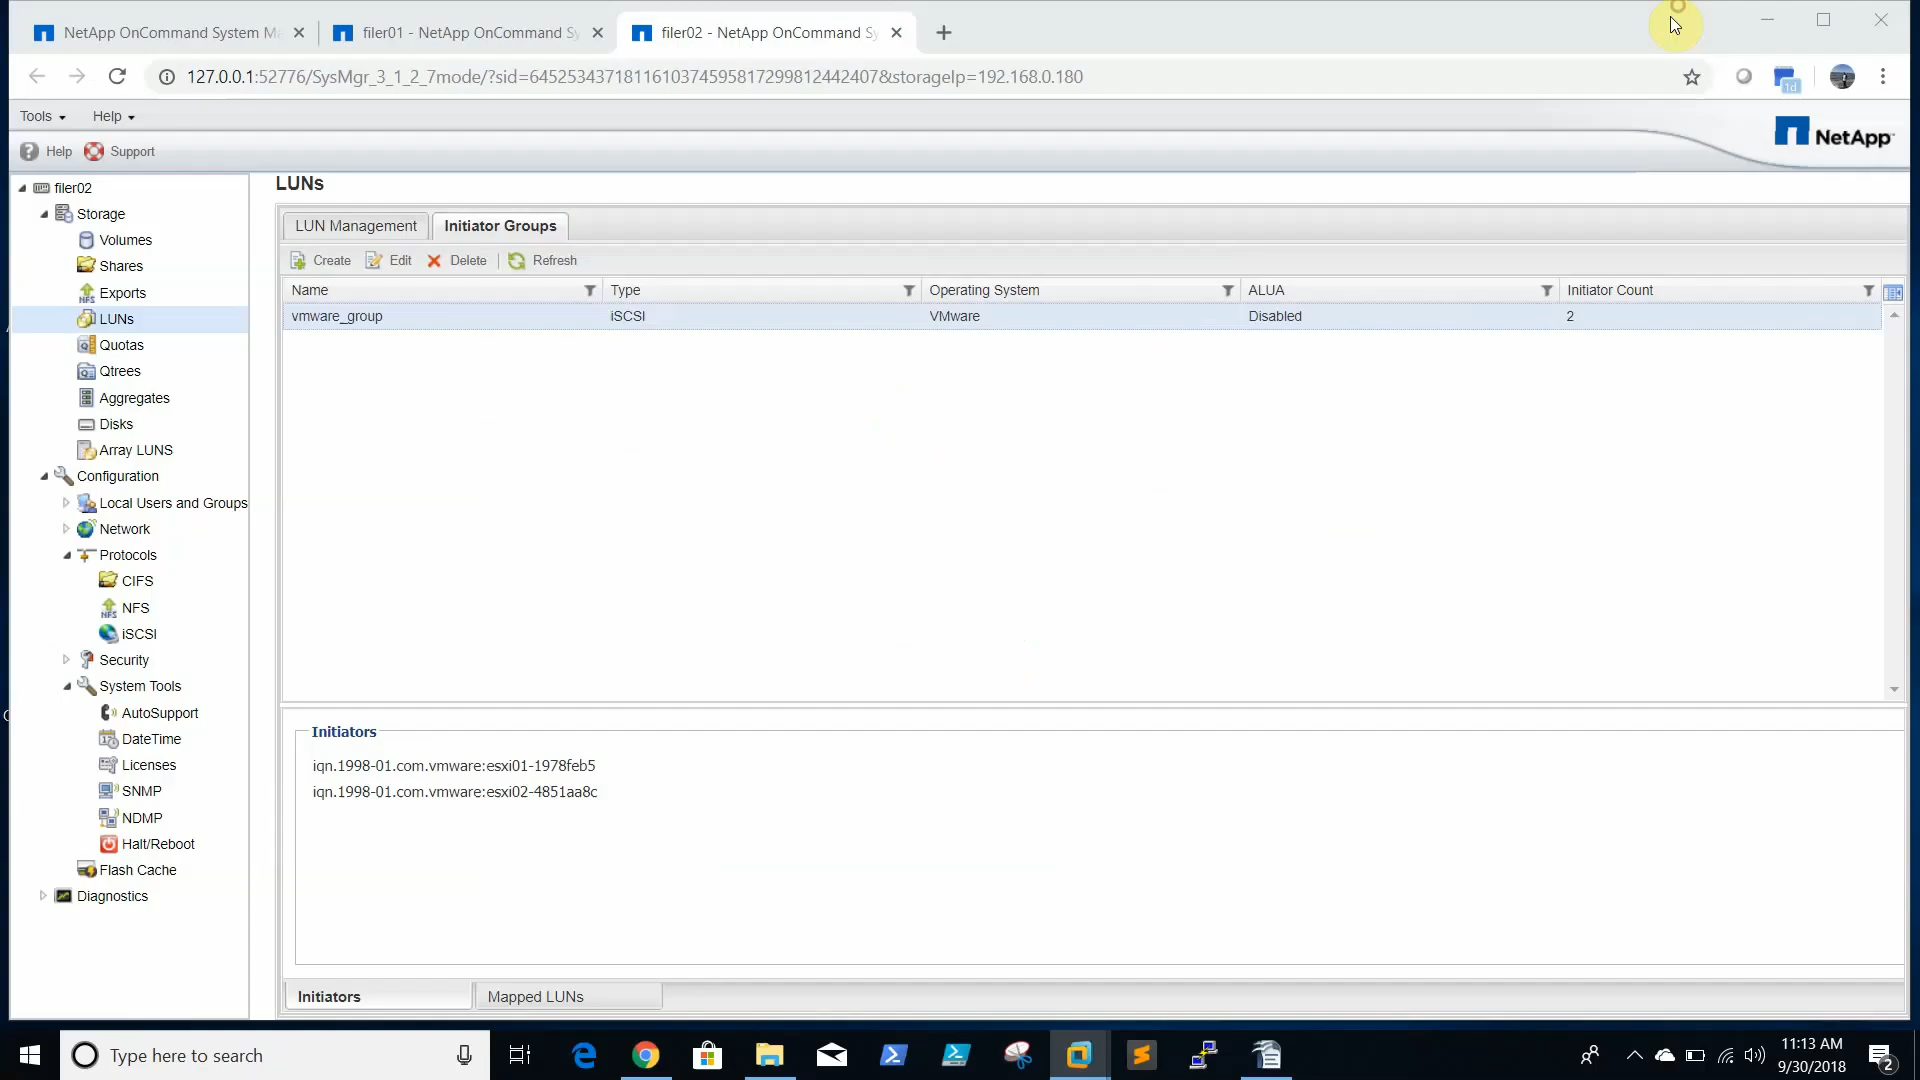 NetApp OnCommand System Ma
filer01 - NetApp OnCommand Sy
filer02 - NetApp OnCommand Sy
127.0.0.1:52776/SysMgr_3_1_2_7mode/?sid=6452534371811610374595817299812442407&storageIp=192.168.0.180
1d
Tools Help
NetApp
Help Support
filer02
Storage
Volumes
Shares
Exports
LUNs
Quotas
Qtrees
Aggregates
Disks
Array LUNS
Configuration
Local Users and Groups
Network
Protocols
CIFS
NFS
iSCSI
Security
System Tools
AutoSupport
DateTime
Licenses
SNMP
NDMP
Halt/Reboot
Flash Cache
Diagnostics
LUNs
LUN Management Initiator Groups
Create Edit Delete Refresh
Name Type Operating System ALUA Initiator Count
vmware_group iSCSI VMware Disabled 2
Initiators
iqn.1998-01.com.vmware:esxi01-1978feb5
iqn.1998-01.com.vmware:esxi02-4851aa8c
Initiators Mapped LUNs
Type here to search
11:13 AM
9/30/2018
2